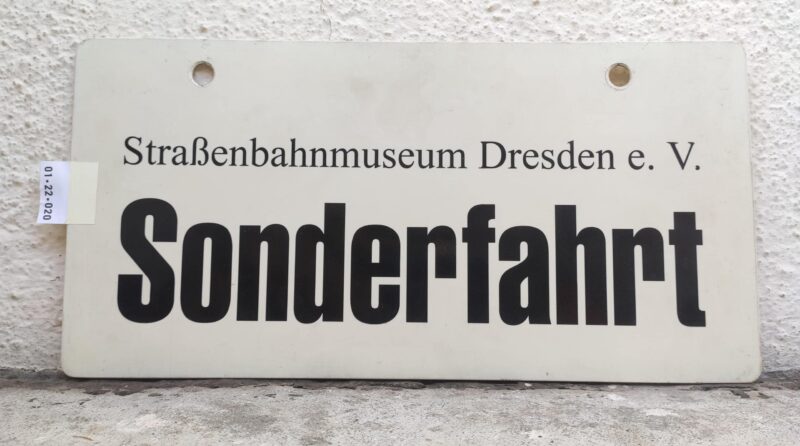 Straßenbahnmuseum Dresden e. V.
Sonderfahrt
01-22-020